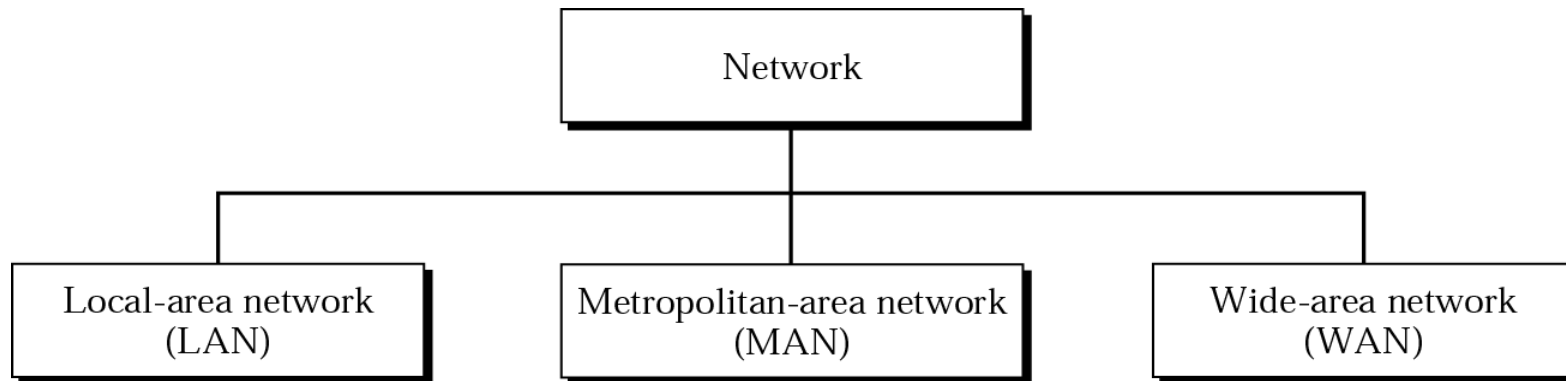 Network
Local-area network
(LAN)
Metropolitan-area network
(MAN)
Wide-area network
(WAN)